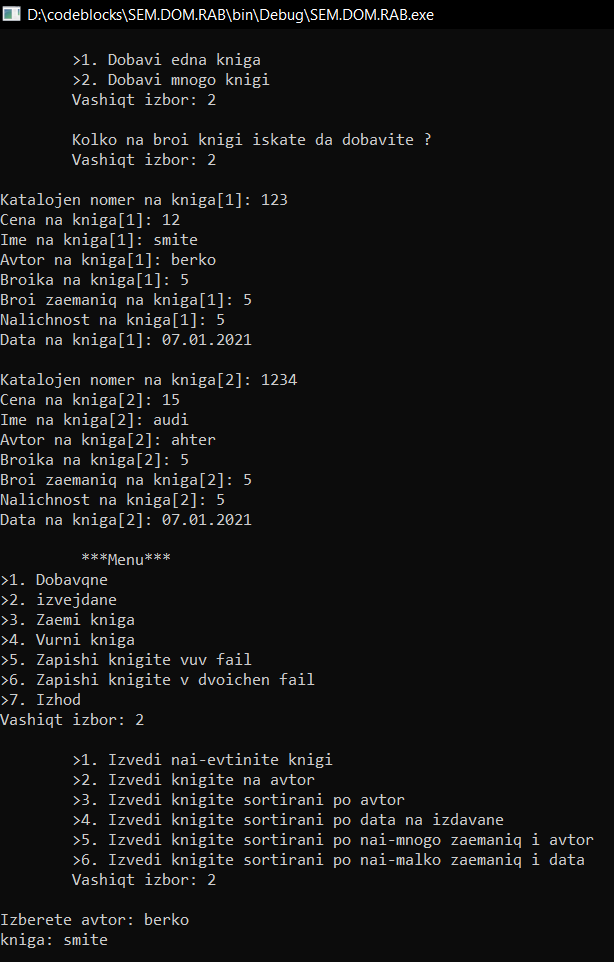 D:\codeblocks\SEM.DOM.RAB\bin\Debug\SEM.DOM.RAB.exe
>1. Dobavi edna kniga
>2. Dobavi mnogo knigi
Vashiqt izbor: 2
Kolko na broi knigi iskate da dobavite ?
Vashiqt izbor: 2
Katalojen nomer na kniga[1]: 123
Cena na kniga[1]: 12
Ime na kniga[1]: smite
Avtor na kniga[1]: berko
Broika na kniga[1]: 5
Broi zaemaniq na kniga[1]: 5
Nalichnost na kniga[1]: 5
Data na kniga[1]: 07.01.2021
Katalojen nomer na kniga[2]: 1234
Cena na kniga[2]: 15
Ime na kniga[2]: audi
Avtor na kniga[2]: ahter
Broika na kniga[2]: 5
Broi zaemaniq na kniga[2]: 5
Nalichnost na kniga[2]: 5
Data na kniga[2]: 07.01.2021
***Menu***
>1. Dobavqne
>2. izvejdane
>3. Zaemi kniga
>4. Vurni kniga
>5. Zapishi knigite vuv fail
>6. Zapishi knigite v dvoichen fail
>7. Izhod
Vashiqt izbor: 2
>1. Izvedi nai-evtinite knigi
>2. Izvedi knigite na avtor
>3. Izvedi knigite sortirani po avtor
>4. Izvedi knigite sortirani po data na izdavane
>5. Izvedi knigite sortirani po nai-mnogo zaemaniq i avtor
>6. Izvedi knigite sortirani po nai-malko zaemaniq i data
Vashiqt izbor: 2
Izberete avtor: berko
kniga: smite